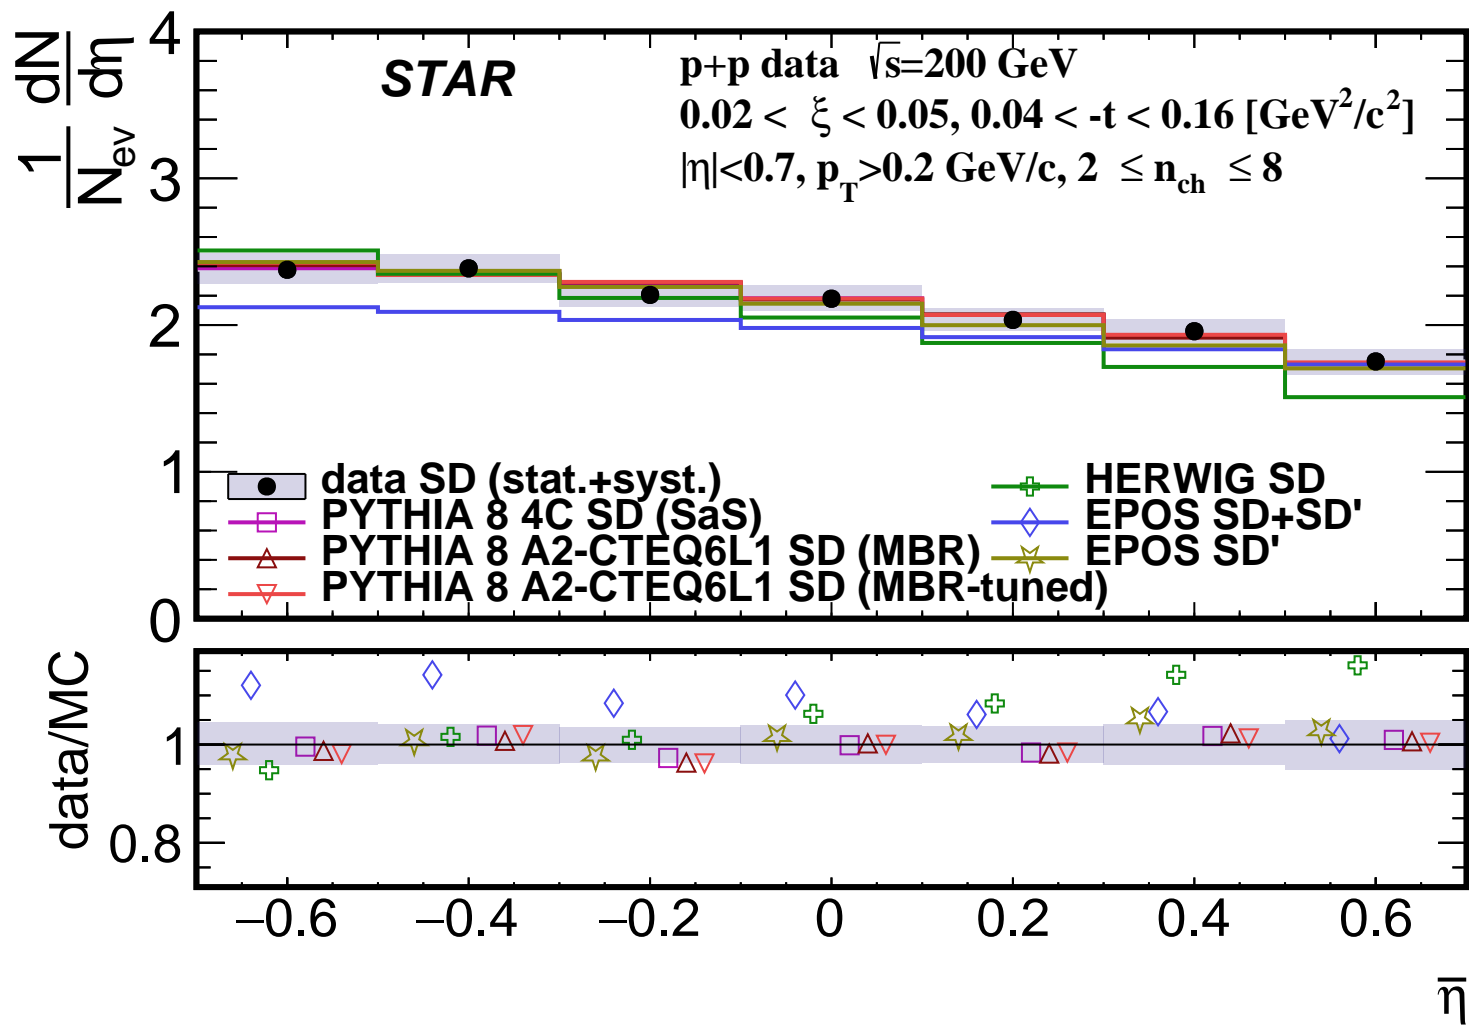 1/N_ev dN/dη
4
3
2
1
0
STAR
p+p data √s=200 GeV
0.02 < ξ < 0.05, 0.04 < -t < 0.16 [GeV²/c²]
|η|<0.7, p_T>0.2 GeV/c, 2 ≤ n_ch ≤ 8
data SD (stat.+syst.)
PYTHIA 8 4C SD (SaS)
PYTHIA 8 A2-CTEQ6L1 SD (MBR)
PYTHIA 8 A2-CTEQ6L1 SD (MBR-tuned)
HERWIG SD
EPOS SD+SD'
EPOS SD'
data/MC
1
0.8
−0.6 −0.4 −0.2 0 0.2 0.4 0.6
η̅